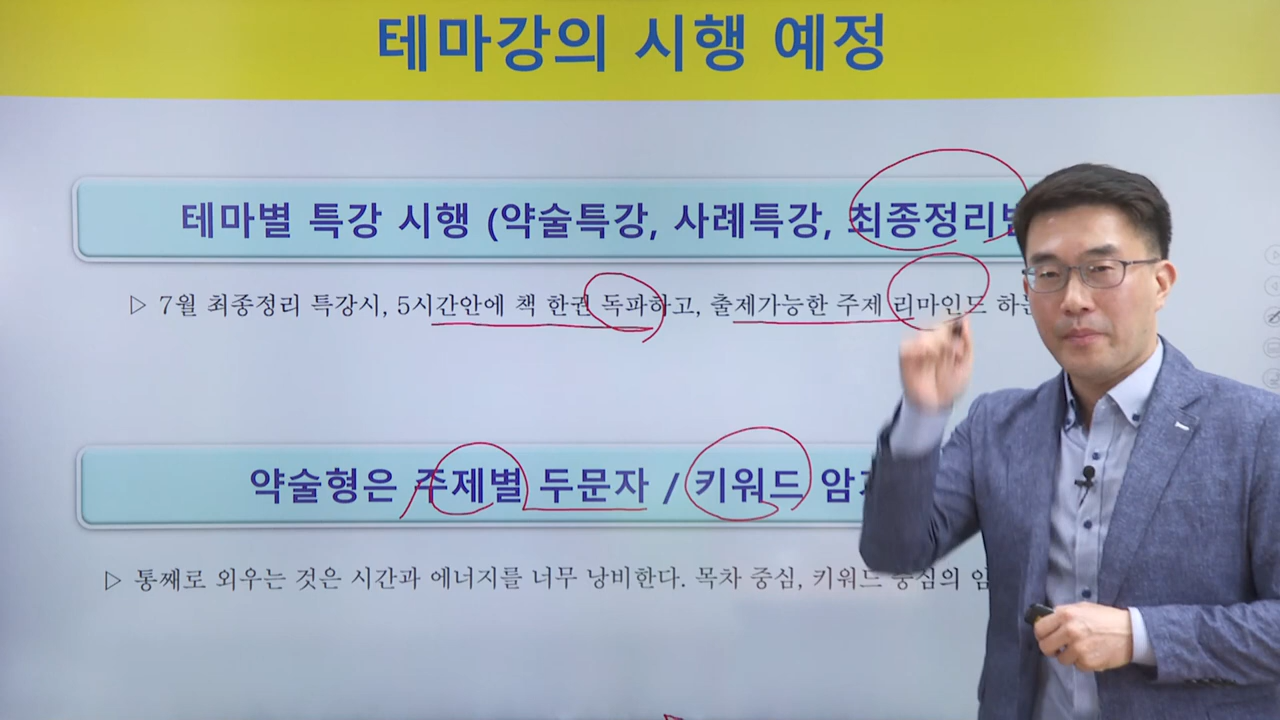 테마강의 시행 예정
테마별 특강 시행 (약술특강, 사례특강, 최종정리
▷ 7월 최종정리 특강시, 5시간안에 책 한권 독파하고, 출제가능한 주제 리마인드
약술형은 주제별 두문자 / 키워드
▷ 통째로 외우는 것은 시간과 에너지를 너무 낭비한다. 목차 중심, 키워드 중심의